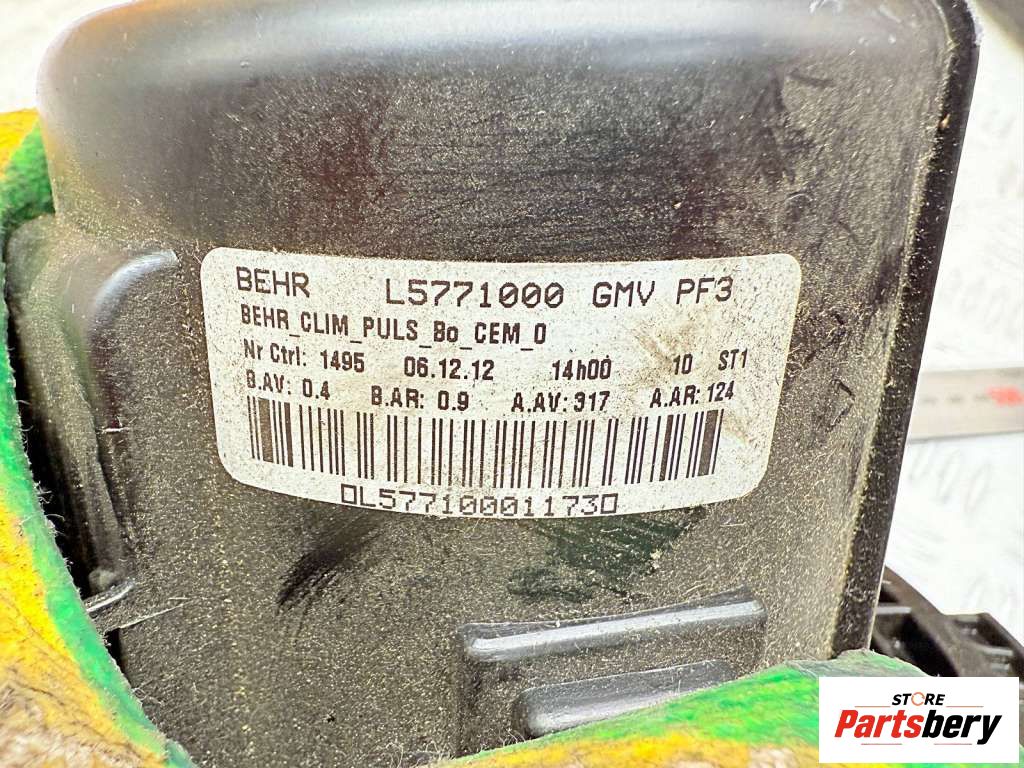 BEHR L5771000 GMV PF3
BEHR_CLIM_PULS_Bo_CEM_0
Nr Ctrl: 1495 06.12.12 14h00 10 ST1
B.AV: 0.4 B.AR: 0.9 A.AV: 317 A.AR: 124
0L577100011730
STORE
Partsbery